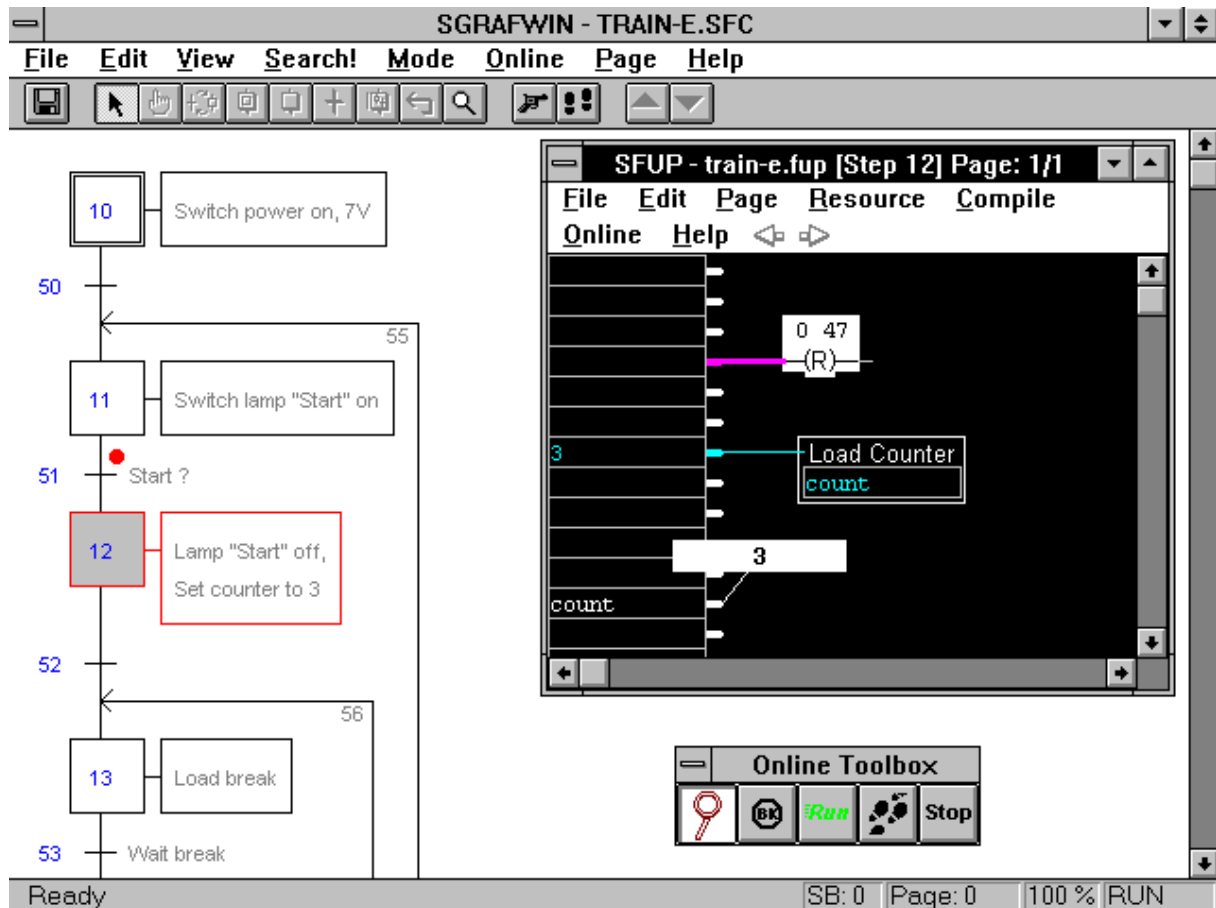 SGRAFWIN - TRAIN-E.SFC
File Edit View Search! Mode Online Page Help
10
Switch power on, 7V
50
55
11
Switch lamp "Start" on
51
Start ?
12
Lamp "Start" off,
Set counter to 3
52
56
13
Load break
53
Wait break
SFUP - train-e.fup [Step 12] Page: 1/1
File Edit Page Resource Compile
Online Help
0 47
(R)
3
Load Counter
count
3
count
Online Toolbox
BK
Run
Stop
Ready
SB: 0 Page: 0 100 % RUN